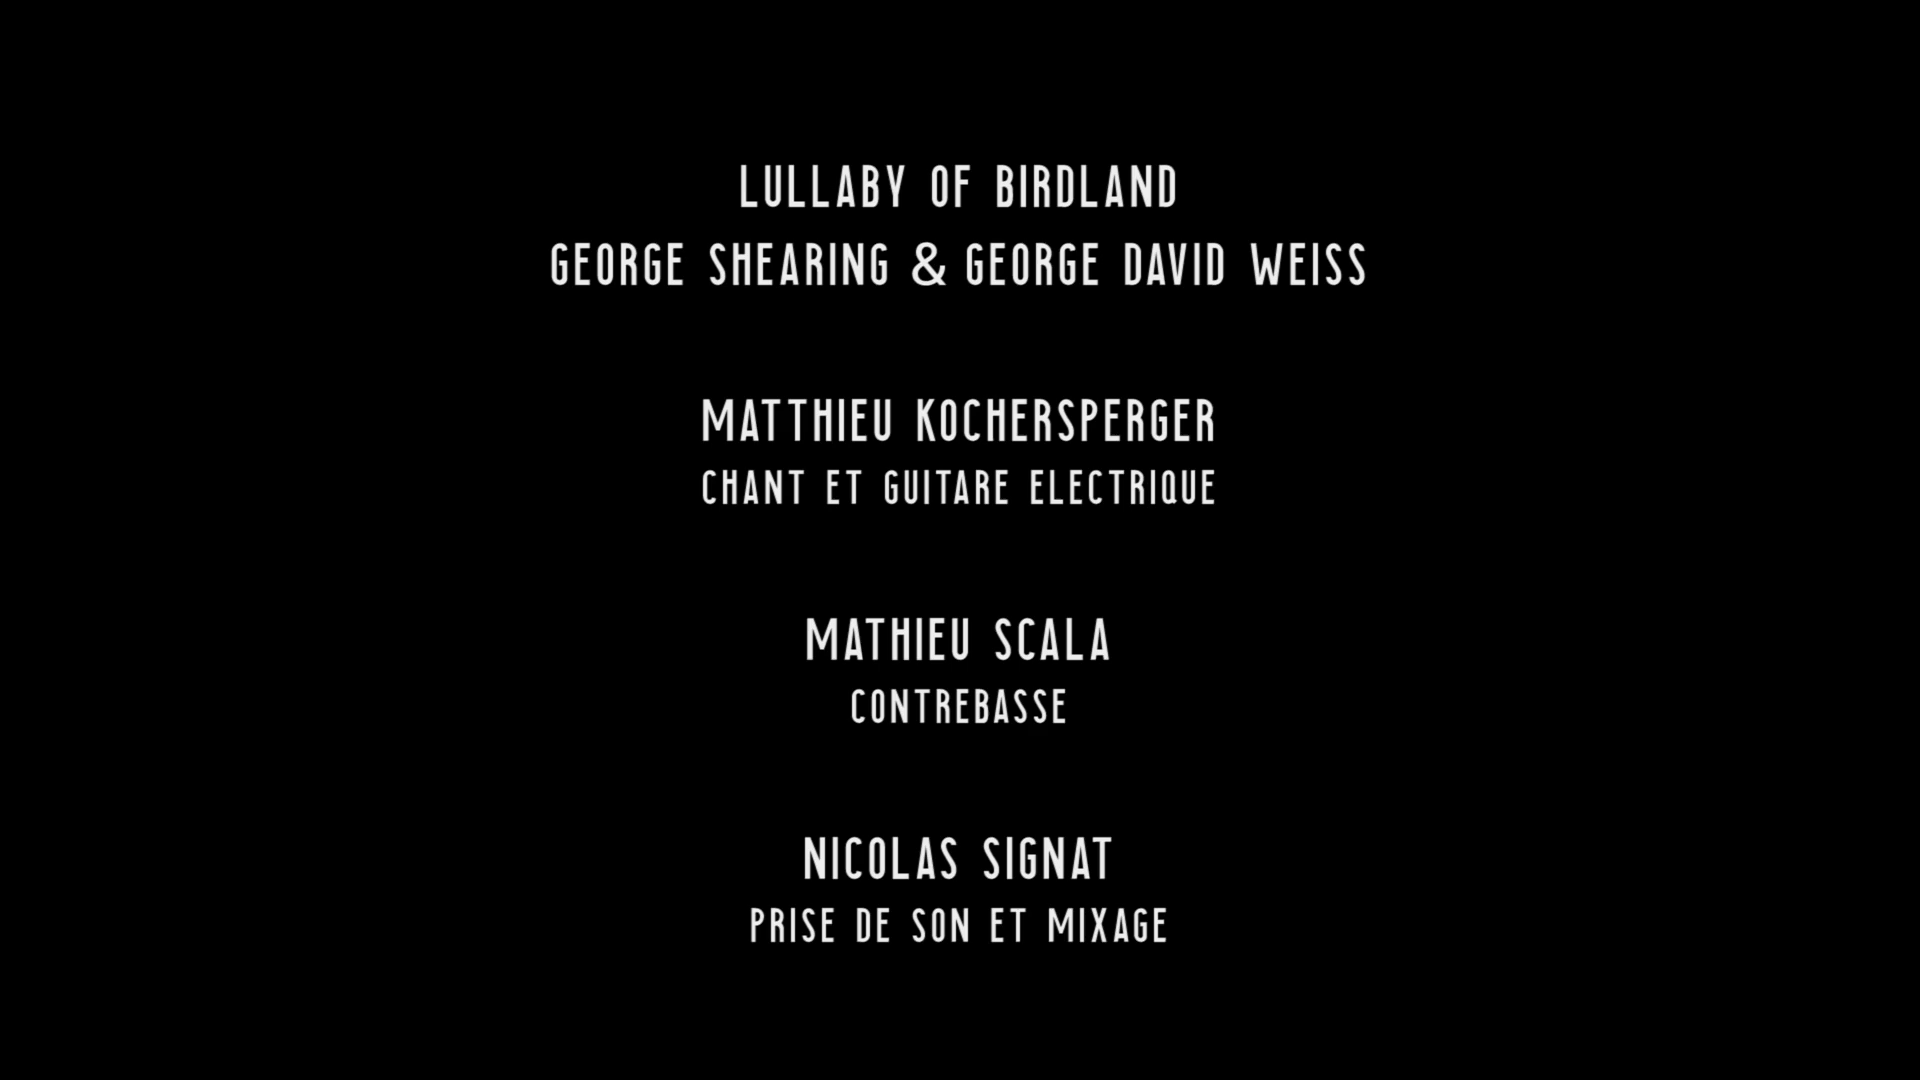 LULLABY OF BIRDLAND
GEORGE SHEARING & GEORGE DAVID WEISS
MATTHIEU KOCHERSPERGER
CHANT ET GUITARE ELECTRIQUE
MATHIEU SCALA
CONTREBASSE
NICOLAS SIGNAT
PRISE DE SON ET MIXAGE